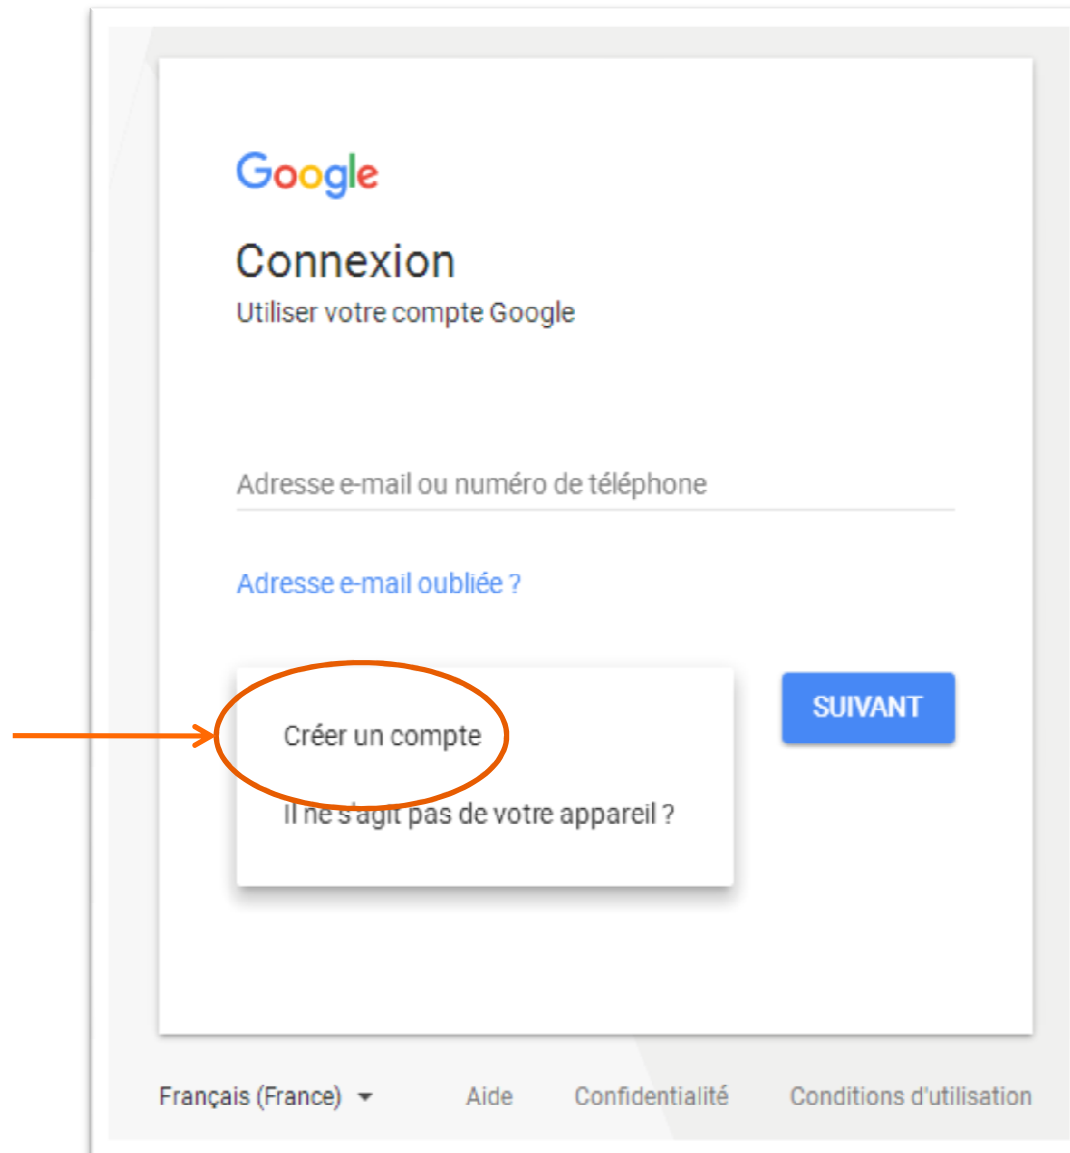 Google
Connexion
Utiliser votre compte Google
Adresse e-mail ou numéro de téléphone
Adresse e-mail oubliée ?
SUIVANT
Créer un compte
Il ne s'agit pas de votre appareil ?
Français (France) Aide Confidentialité Conditions d'utilisation